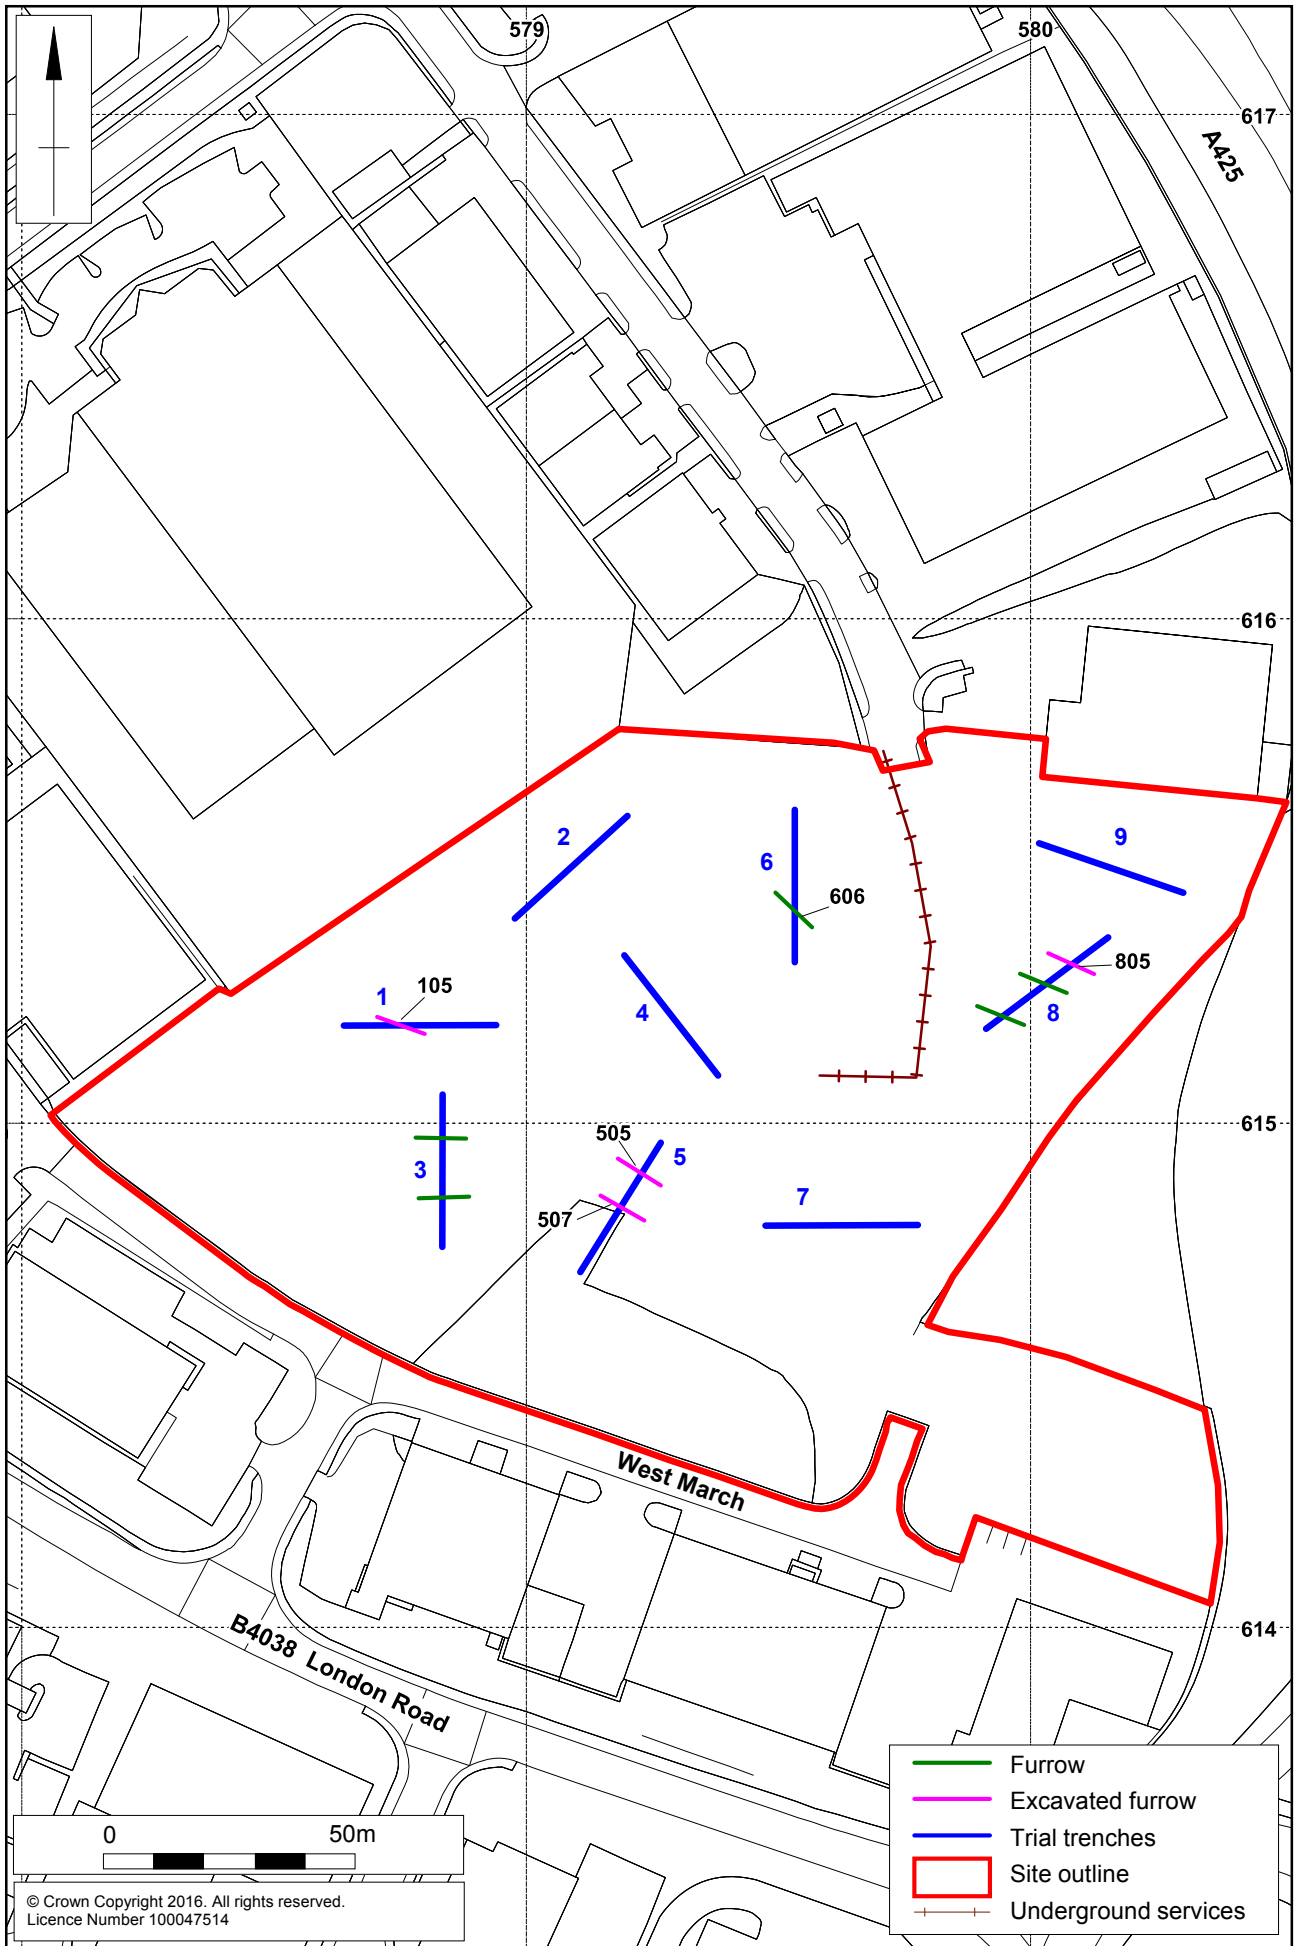 579
580
617
A425
616
2
6
9
606
805
105
1
4
8
615
505
5
3
507
7
West March
614
B4038 London Road
Furrow
Excavated furrow
Trial trenches
Site outline
Underground services
0 50m
© Crown Copyright 2016. All rights reserved.
Licence Number 100047514